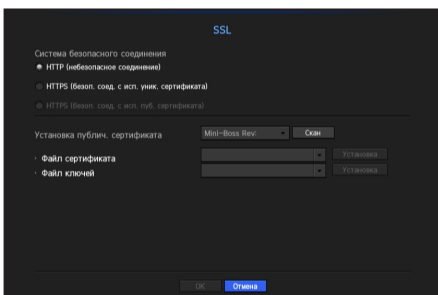 SSL
Система безопасного соединения
HTTP (небезопасное соединение)
HTTPS (безоп. соед. с исп. уник. сертификата)
HTTPS (безоп. соед. с исп. пуб. сертификата)
Установка публич. сертификата Mini-Boss Rev: Скан
· Файл сертификата Установка
· Файл ключей Установка
OK Отмена